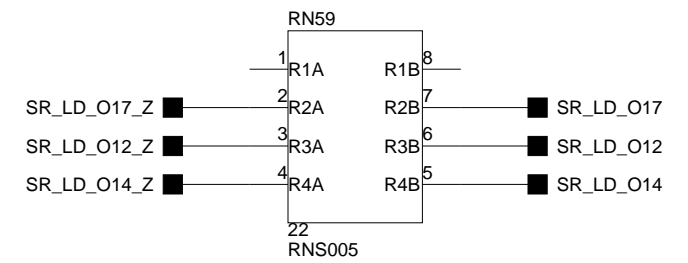 RN59
1 R1A R1B 8
SR_LD_O17_Z 2 R2A R2B 7 SR_LD_O17
SR_LD_O12_Z 3 R3A R3B 6 SR_LD_O12
SR_LD_O14_Z 4 R4A R4B 5 SR_LD_O14
22
RNS005